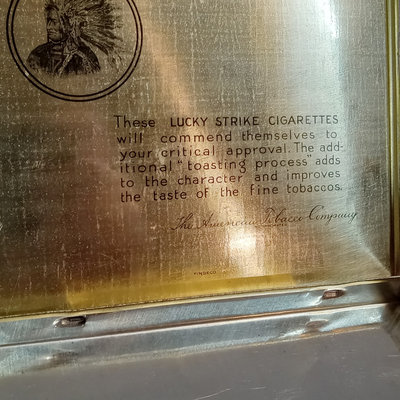 These LUCKY STRIKE CIGARETTES
will commend themselves to
your critical approval. The add-
itional "toasting process" adds
to the character and improves
the taste of the fine tobaccos.
The American Tobacco Company